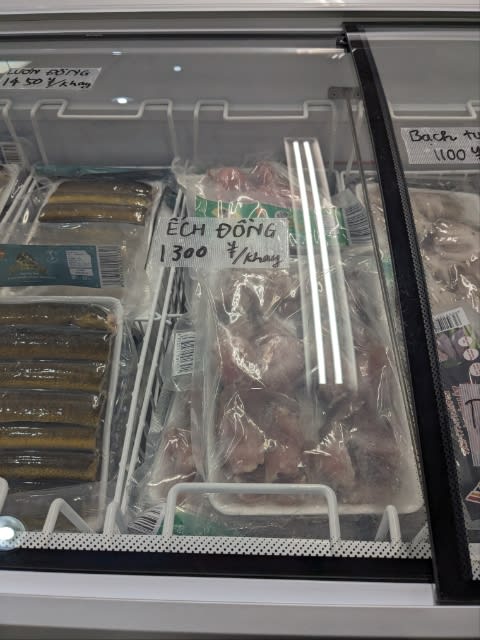 LƯƠN ĐỒNG
1450 ¥/khay
ẾCH ĐỒNG
1300 ¥/khay
Bạch tu
1100 ¥